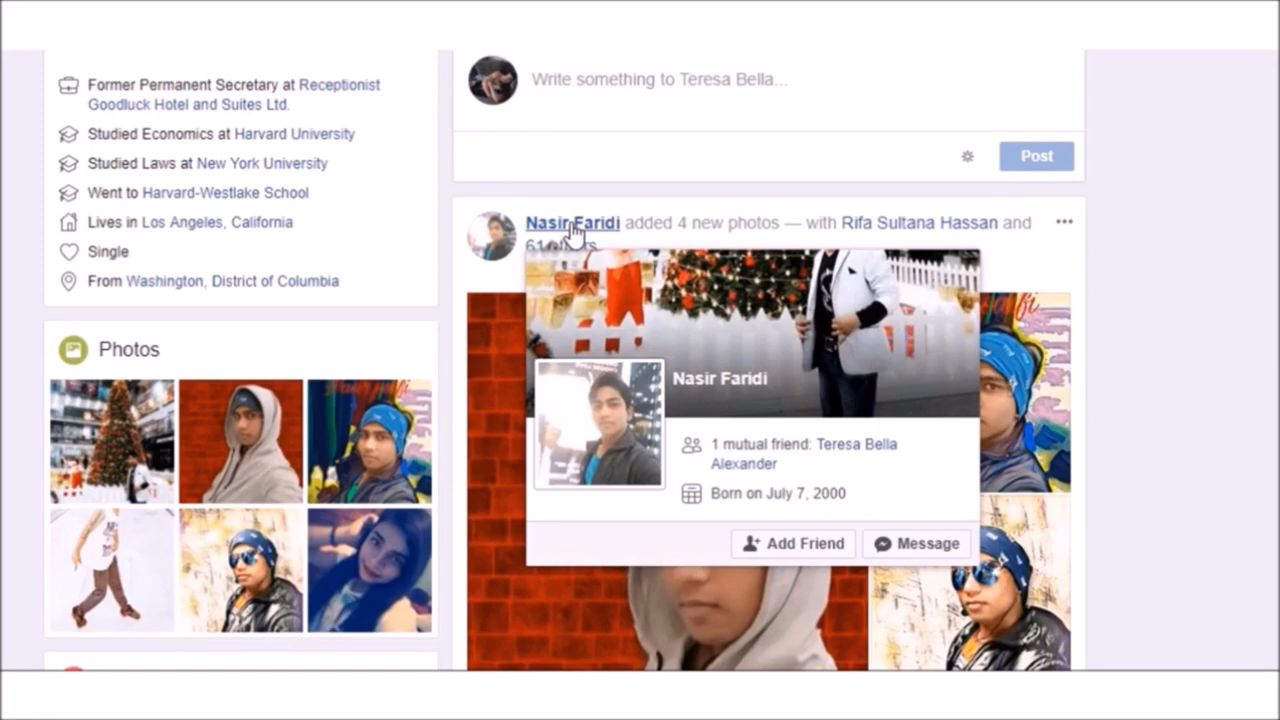 Former Permanent Secretary at Receptionist
Goodluck Hotel and Suites Ltd.
Studied Economics at Harvard University
Studied Laws at New York University
Went to Harvard-Westlake School
Lives in Los Angeles, California
Single
From Washington, District of Columbia
Photos
Write something to Teresa Bella...
Post
Nasir Faridi added 4 new photos — with Rifa Sultana Hassan and
Nasir Faridi
1 mutual friend: Teresa Bella
Alexander
Born on July 7, 2000
Add Friend
Message